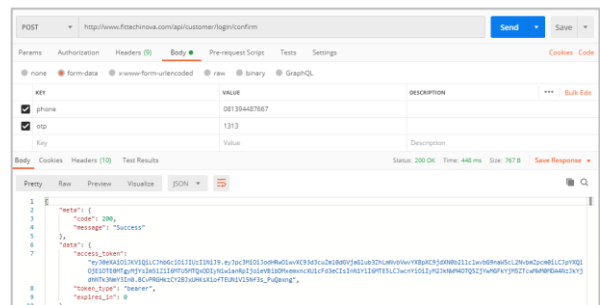 POST http://www.fittechinova.com/api/customer/login/confirm Send Save
Params Authorization Headers (9) Body Pre-request Script Tests Settings Cookies Code
none form-data x-www-form-urlencoded raw binary GraphQL
KEY VALUE DESCRIPTION ••• Bulk Edit
phone 081394487667
otp 1313
Key Value Description
Body Cookies Headers (10) Test Results Status: 200 OK Time: 448 ms Size: 767 B Save Response
Pretty Raw Preview Visualize JSON
1 {
2 "meta": {
3 "code": 200,
4 "message": "Success"
5 },
6 "data": {
7 "access_token":
8 "token_type": "bearer",
9 "expires_in": 0